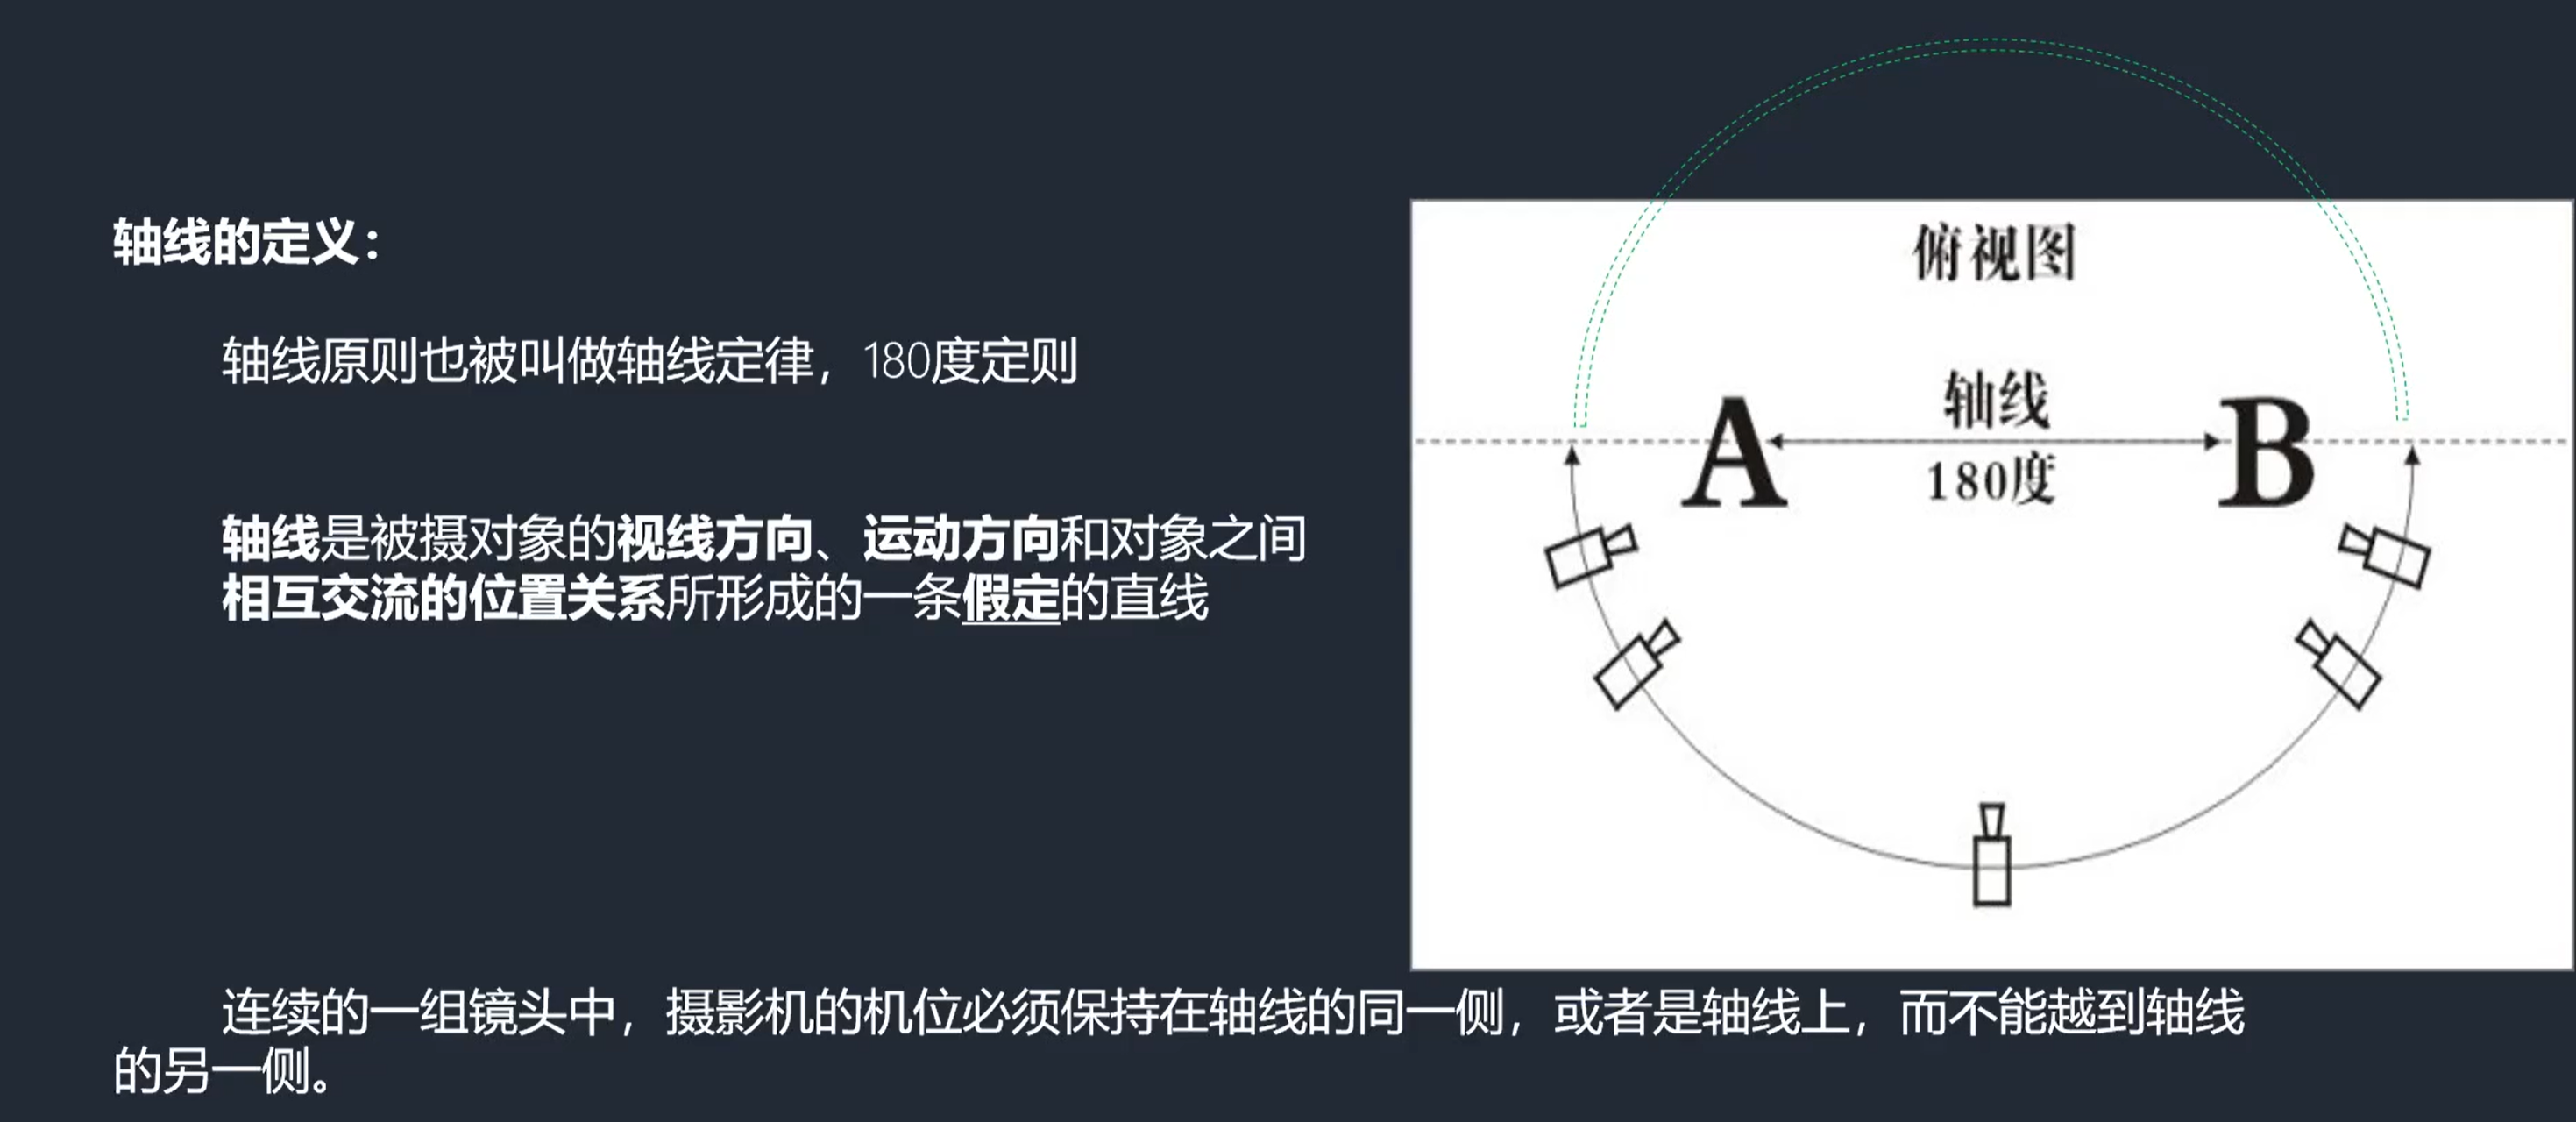 轴线的定义：
轴线原则也被叫做轴线定律，180度定则
轴线是被摄对象的视线方向、运动方向和对象之间
相互交流的位置关系所形成的一条假定的直线
俯视图
轴线
A
B
180度
连续的一组镜头中，摄影机的机位必须保持在轴线的同一侧，或者是轴线上，而不能越到轴线
的另一侧。